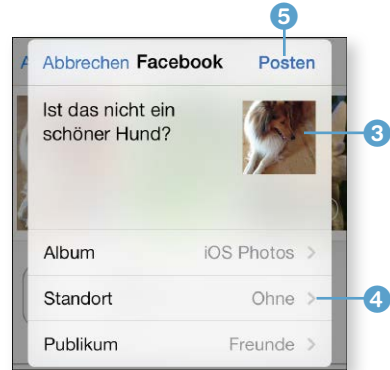 5
Abbrechen Facebook Posten
Ist das nicht ein
schöner Hund?
3
Album iOS Photos >
Standort Ohne >
4
Publikum Freunde >